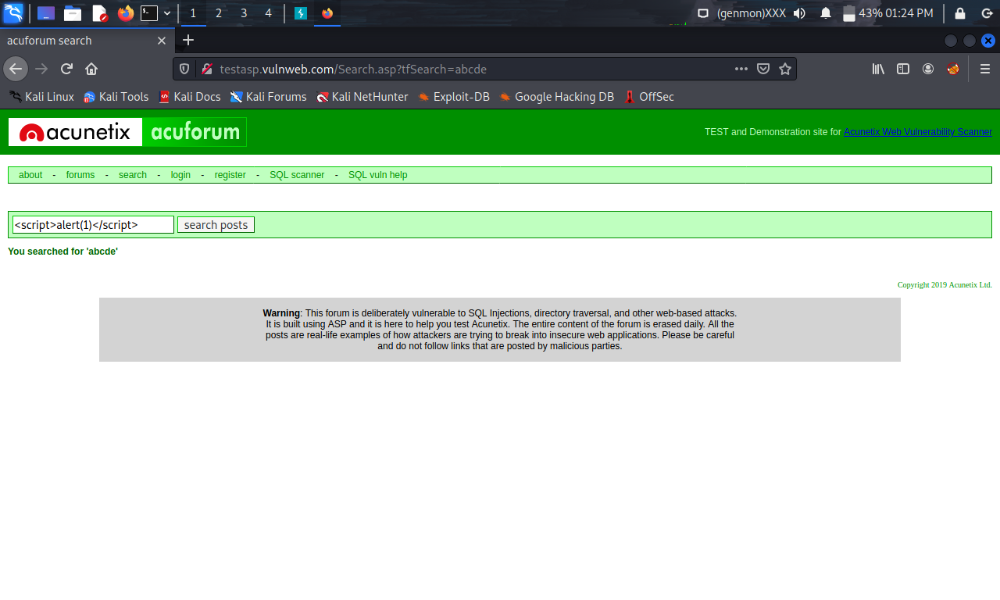 1 2 3 4 (genmon)XXX 43% 01:24 PM
acuforum search
testasp.vulnweb.com/Search.asp?tfSearch=abcde
Kali Linux Kali Tools Kali Docs Kali Forums Kali NetHunter Exploit-DB Google Hacking DB OffSec
acunetix acuforum TEST and Demonstration site for Acunetix Web Vulnerability Scanner
about - forums - search - login - register - SQL scanner - SQL vuln help
<script>alert(1)</script> search posts
You searched for 'abcde'
Copyright 2019 Acunetix Ltd.
Warning: This forum is deliberately vulnerable to SQL Injections, directory traversal, and other web-based attacks.
It is built using ASP and it is here to help you test Acunetix. The entire content of the forum is erased daily. All the
posts are real-life examples of how attackers are trying to break into insecure web applications. Please be careful
and do not follow links that are posted by malicious parties.